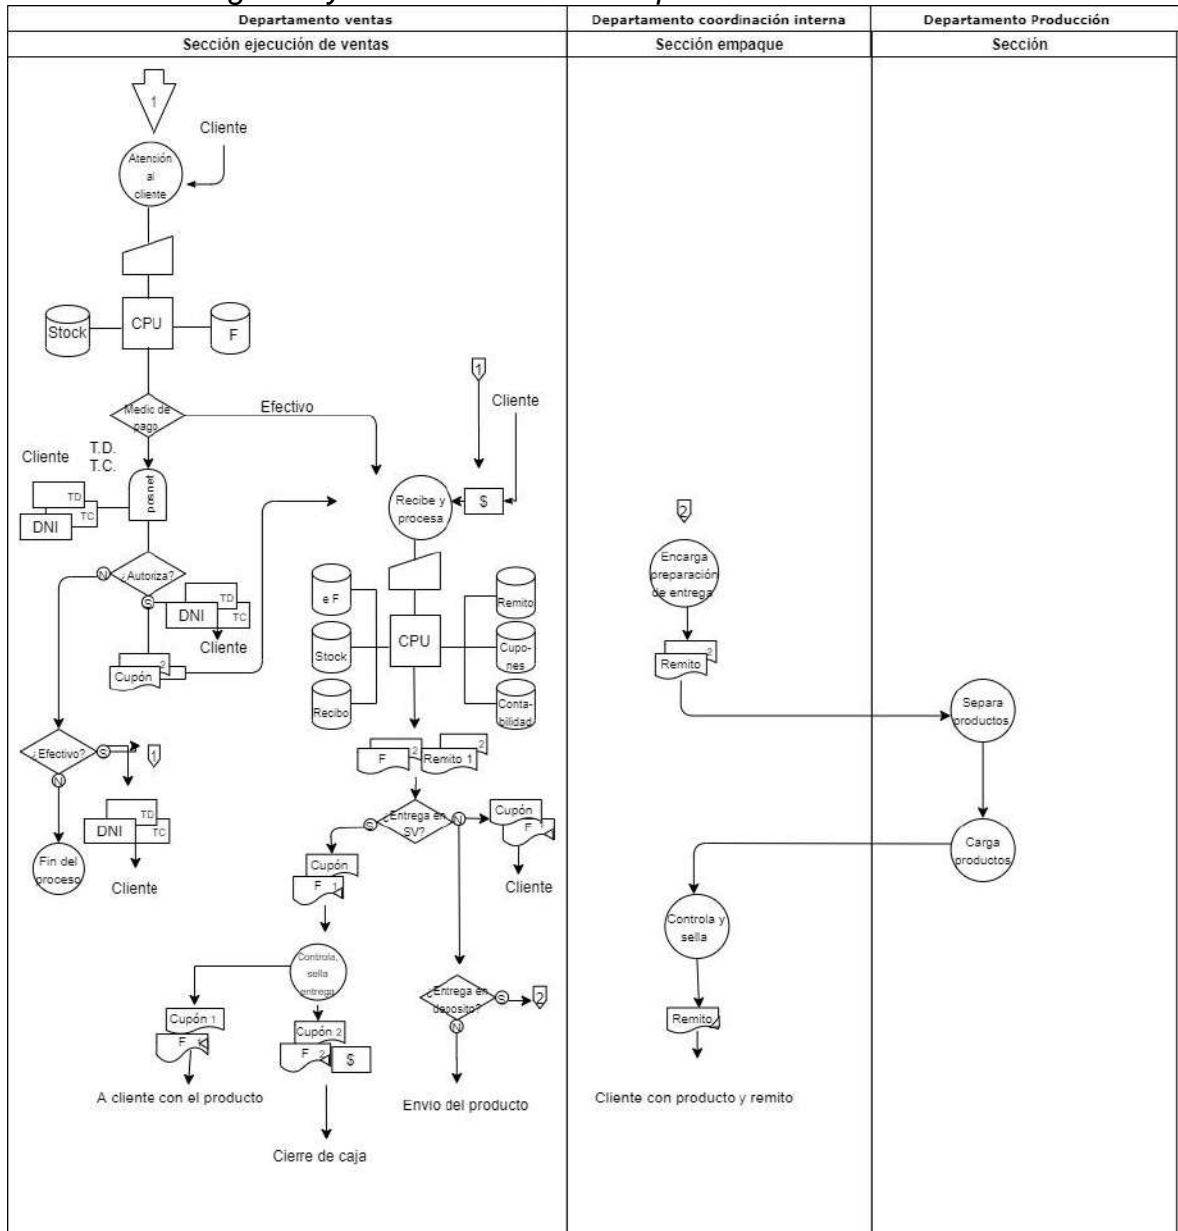 Departamento ventas
Departamento coordinación interna
Departamento Producción
Sección ejecución de ventas
Sección empaque
Sección
1
Cliente
Atención
al
cliente
Stock
CPU
F
1
Medio de
pago
Efectivo
Cliente
Cliente
T.D.
T.C.
posnet
TD
TC
DNI
Recibe y
procesa
$
2
Encarga
preparación
de entrega
N
¿Autoriza?
S
TD
DNI
TC
Cliente
e F
Remito
Stock
CPU
Cupo-
nes
Recibo
Conta-
bilidad
2
Cupón
2
Remito
Separa
productos
¿Efectivo?
S
1
N
2
F
2
Remito 1
TD
DNI
TC
Cliente
Fin del
proceso
¿Entrega en
SV?
S
N
Cupón
F 1
Cliente
Cupón
F 1
Carga
productos
Controla y
sella
Controla,
sella
entrega
¿Entrega en
deposito?
S
2
N
Cupón 1
F 1
Cupón 2
F 2
$
Remito
A cliente con el producto
Envio del producto
Cliente con producto y remito
Cierre de caja